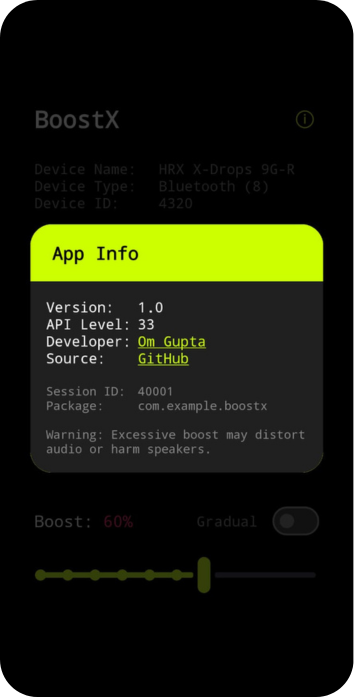 BoostX
Device Name: HRX X-Drops 9G-R
Device Type: Bluetooth (8)
Device ID: 4320
App Info
Version: 1.0
API Level: 33
Developer: Om Gupta
Source: GitHub
Session ID: 40001
Package: com.example.boostx
Warning: Excessive boost may distort
audio or harm speakers.
Boost: 60% Gradual